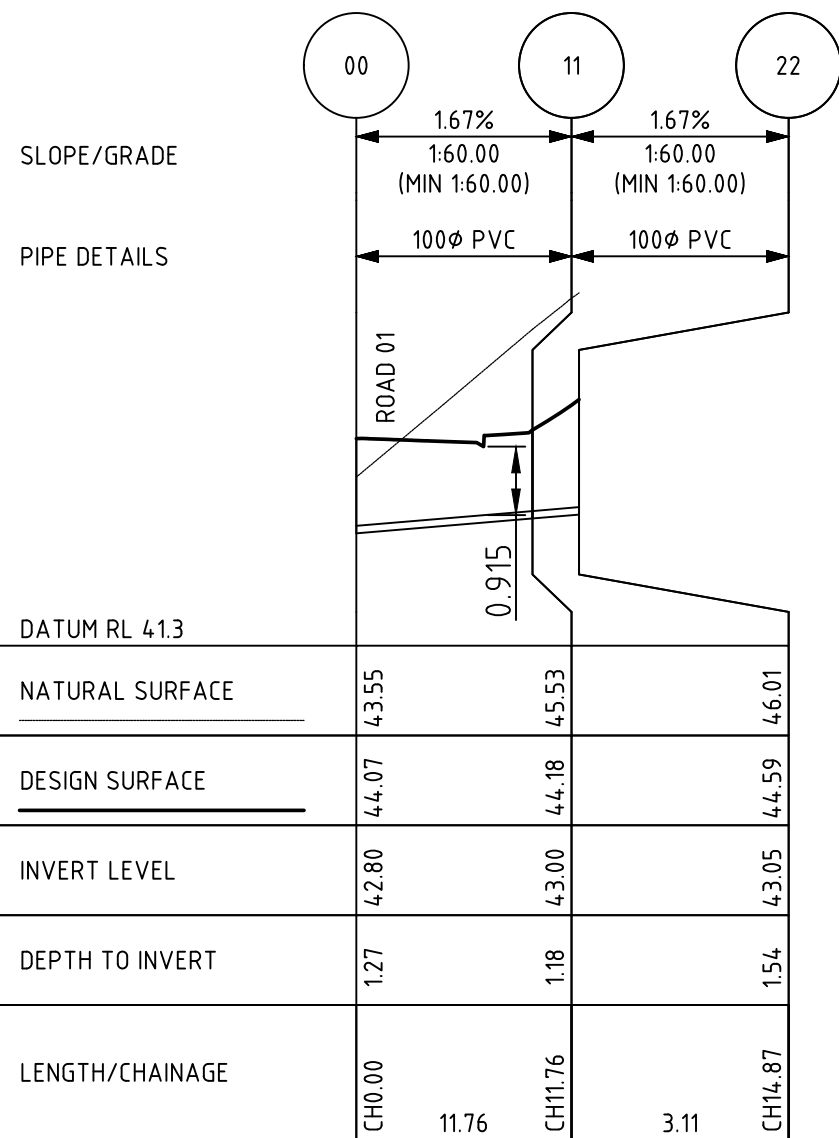 00 11 22
1.67% 1.67%
SLOPE/GRADE 1:60.00 1:60.00
(MIN 1:60.00) (MIN 1:60.00)
PIPE DETAILS 100Ø PVC 100Ø PVC
ROAD 01
0.915
DATUM RL 41.3
NATURAL SURFACE 43.55 45.53 46.01
DESIGN SURFACE 44.07 44.18 44.59
INVERT LEVEL 42.80 43.00 43.05
DEPTH TO INVERT 1.27 1.18 1.54
LENGTH/CHAINAGE CH0.00 11.76 CH11.76 3.11 CH14.87